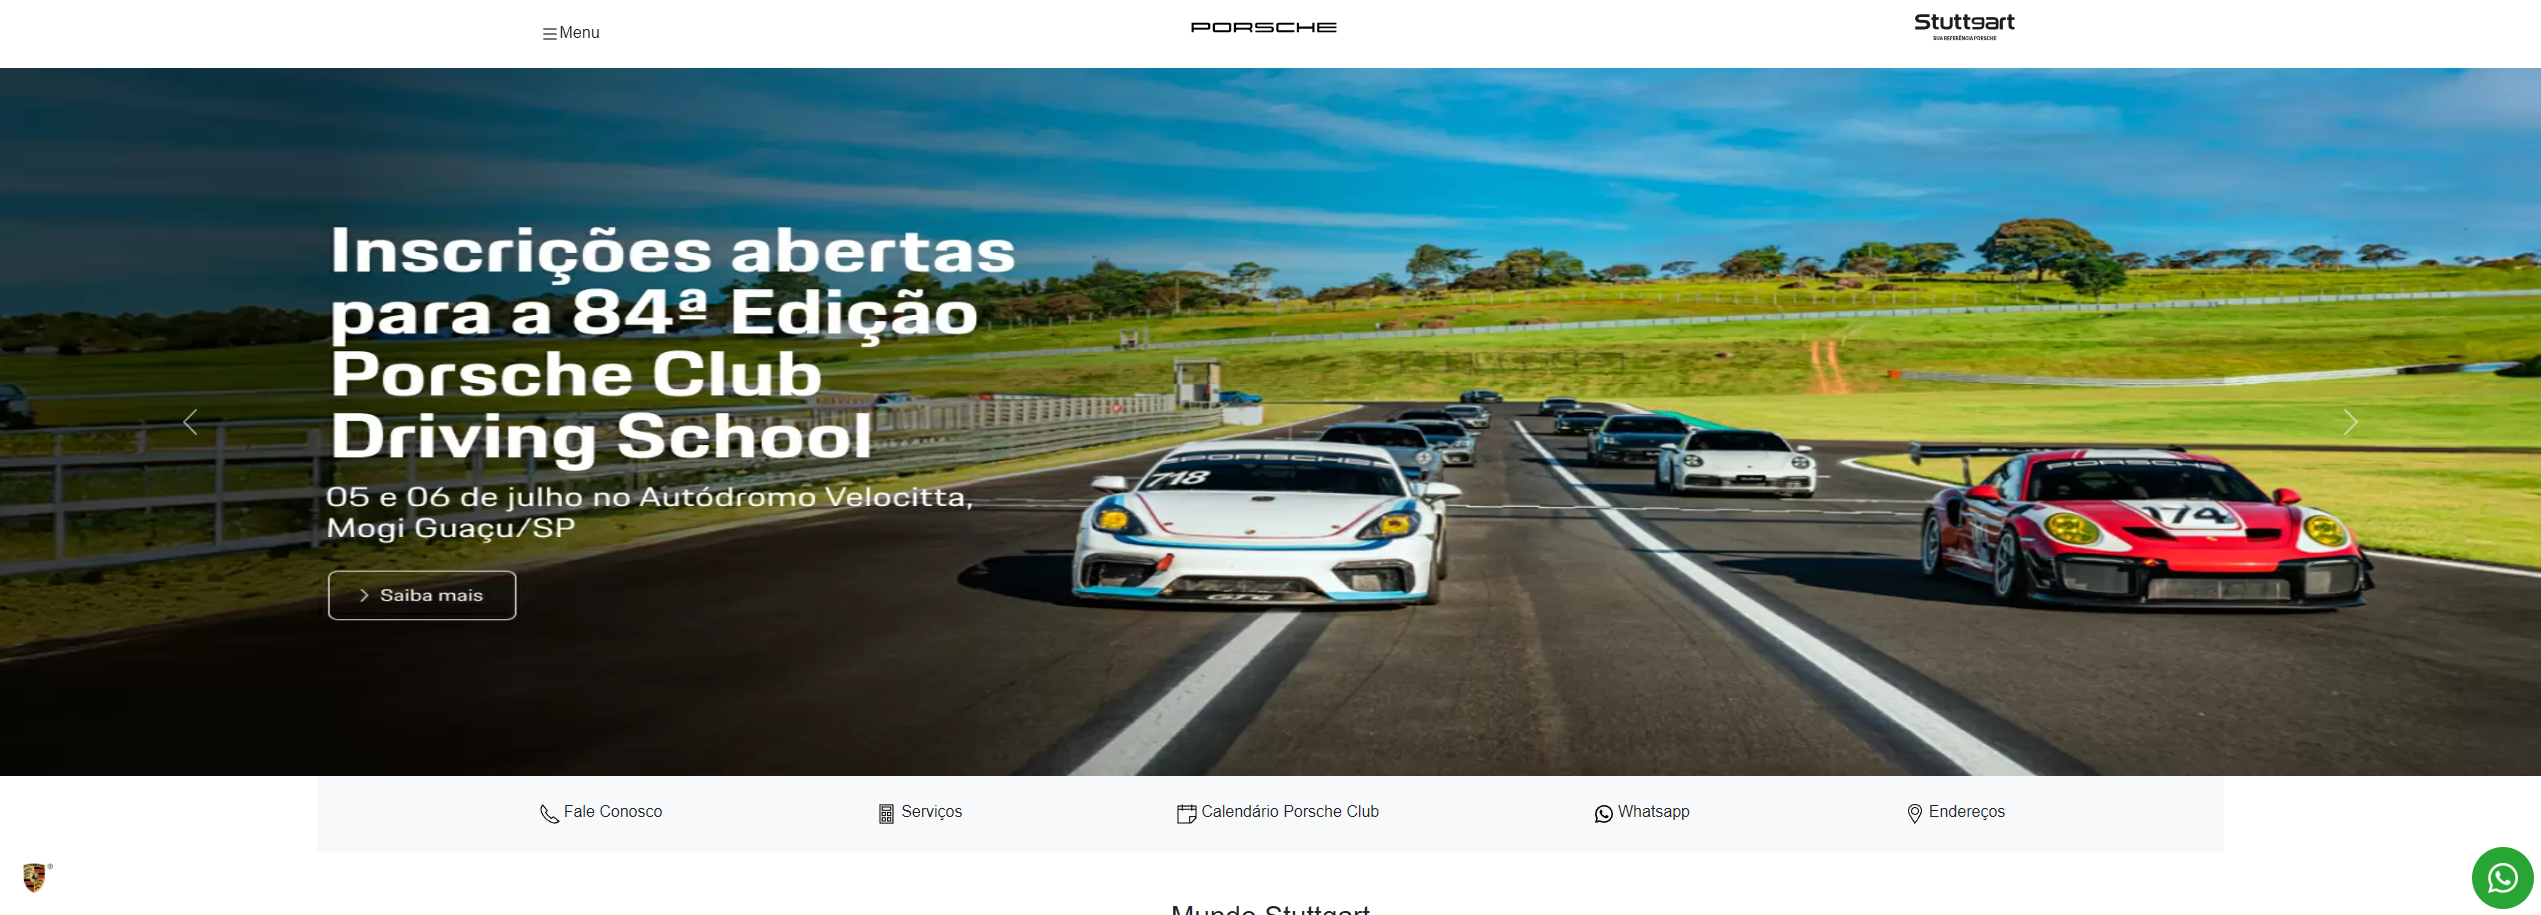 Menu
PORSCHE
Stuttgart
SUA REFERÊNCIA PORSCHE
Inscrições abertas
para a 84ª Edição
Porsche Club
Driving School
05 e 06 de julho no Autódromo Velocitta,
Mogi Guaçu/SP
Saiba mais
PORSCHE
718
GT4
PORSCHE
174
Fale Conosco
Serviços
Calendário Porsche Club
Whatsapp
Endereços
Mundo Stuttgart